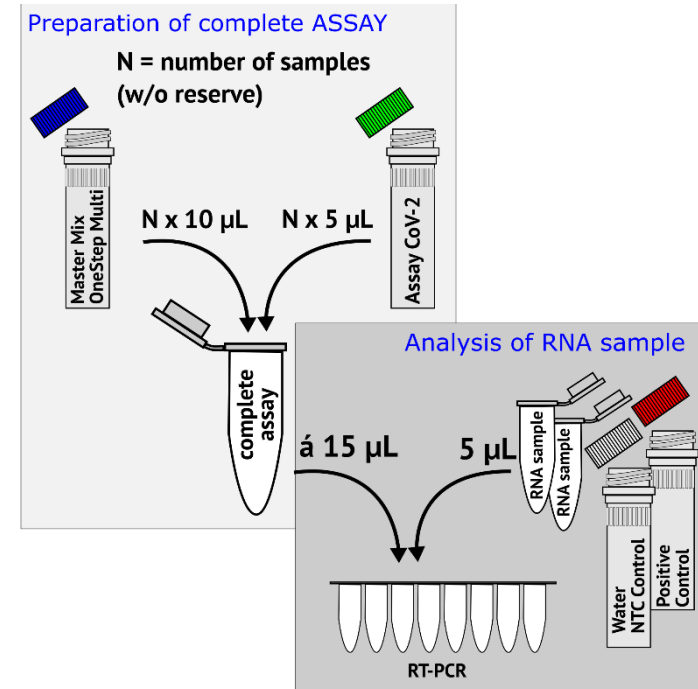 Preparation of complete ASSAY
N = number of samples
(w/o reserve)
Master Mix
OneStep Multi
N x 10 µL
N x 5 µL
Assay CoV-2
complete
assay
Analysis of RNA sample
á 15 µL
5 µL
RNA sample
RNA sample
Water
NTC Control
Positive
Control
RT-PCR